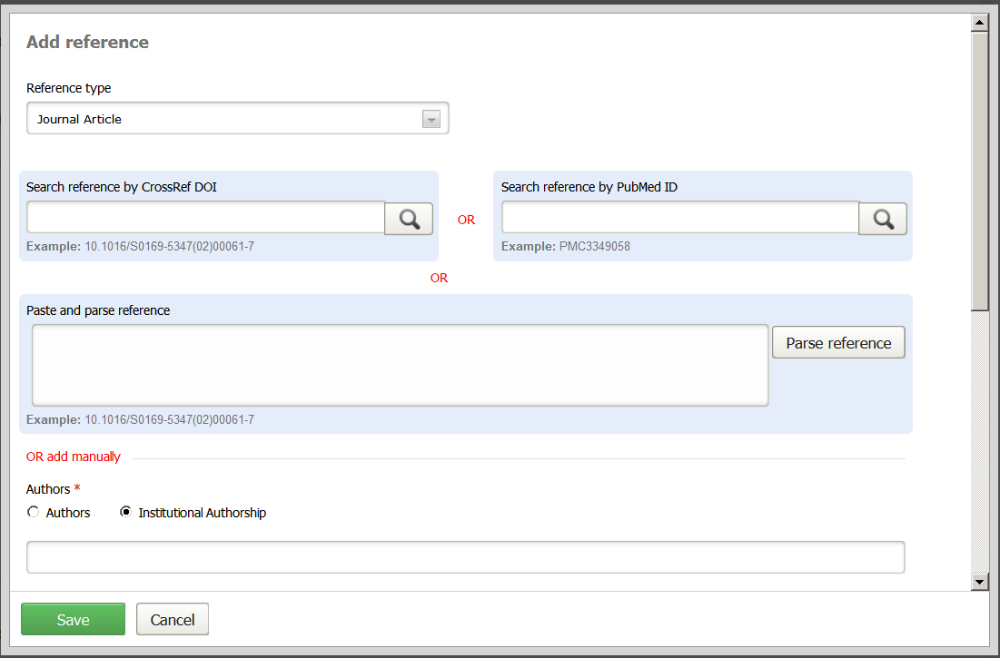 Add reference
Reference type
Journal Article
Search reference by CrossRef DOI
Search reference by PubMed ID
OR
Example: 10.1016/S0169-5347(02)00061-7
Example: PMC3349058
OR
Paste and parse reference
Parse reference
Example: 10.1016/S0169-5347(02)00061-7
OR add manually
Authors *
Authors
Institutional Authorship
Save
Cancel